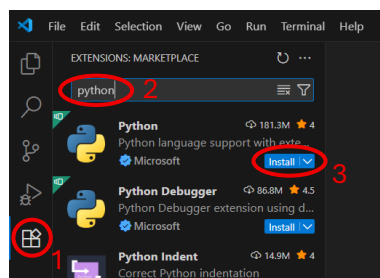 File Edit Selection View Go Run Terminal Help
EXTENSIONS: MARKETPLACE
python 2
Python 181.3M 4
Python language support with exte...
Microsoft Install
3
Python Debugger 86.8M 4.5
Python Debugger extension using d...
Microsoft Install
1
Python Indent 14.9M 4
Correct Python indentation